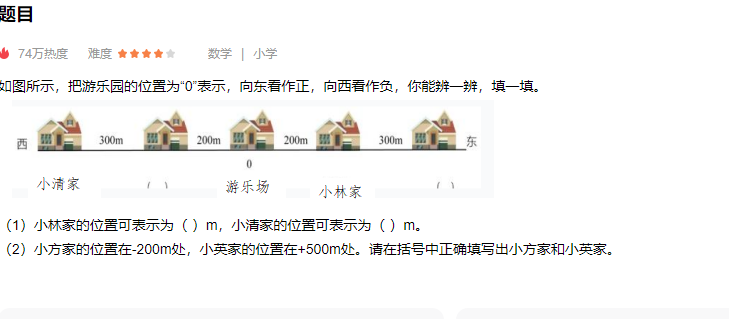 题目
74万热度 难度 数学 | 小学
如图所示，把游乐园的位置为“0”表示，向东看作正，向西看作负，你能辨一辨，填一填。
西 300m 200m 200m 300m 东
0
小清家 （ ） 游乐场 小林家 （ ）
（1）小林家的位置可表示为（ ）m，小清家的位置可表示为（ ）m。
（2）小方家的位置在-200m处，小英家的位置在+500m处。请在括号中正确填写出小方家和小英家。